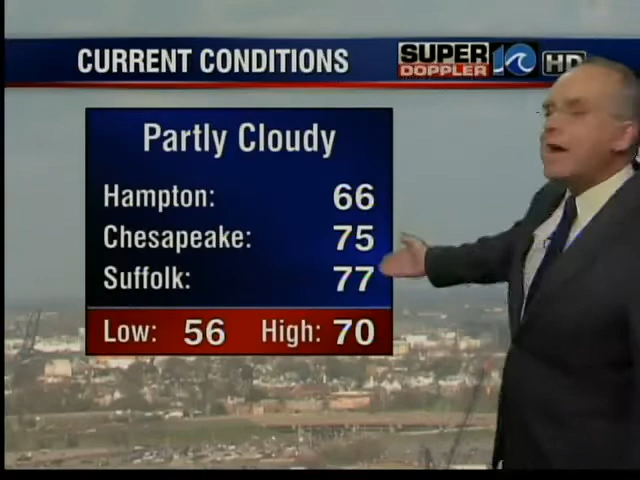 CURRENT CONDITIONS
SUPER
DOPPLER 10 HD
Partly Cloudy
Hampton: 66
Chesapeake: 75
Suffolk: 77
Low: 56 High: 70